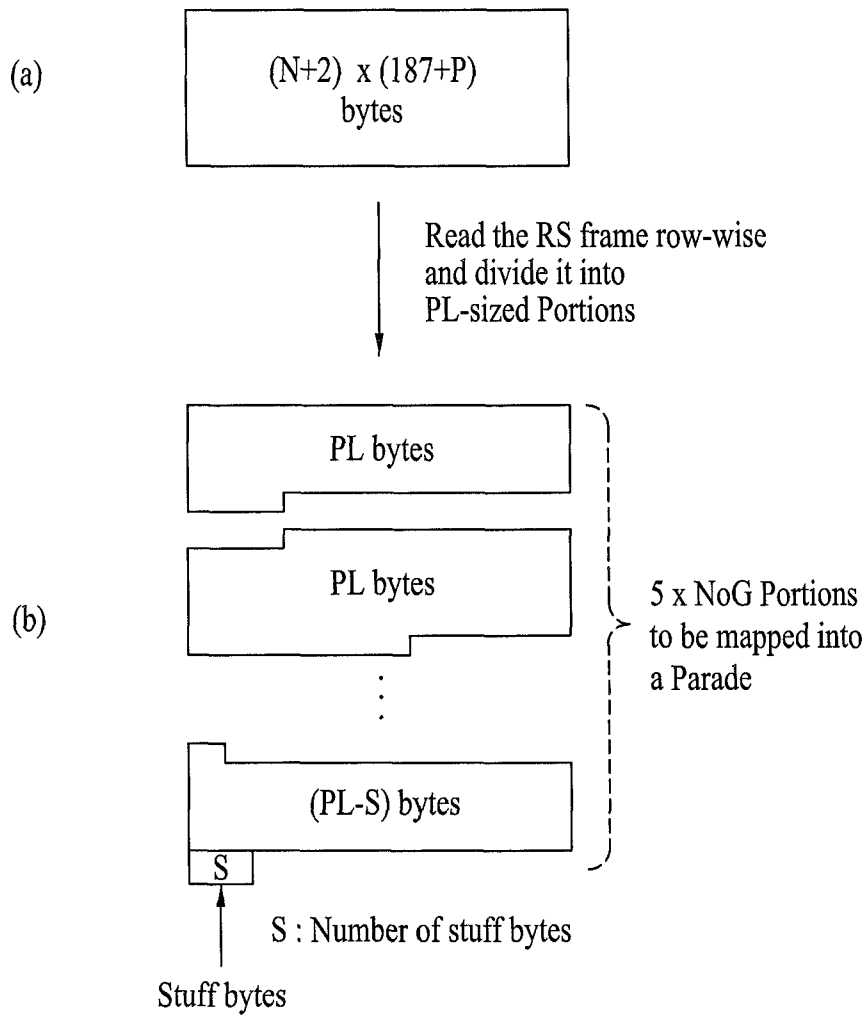 (a)
(N+2) x (187+P)
bytes
Read the RS frame row-wise
and divide it into
PL-sized Portions
PL bytes
(b)
PL bytes
5 x NoG Portions
to be mapped into
a Parade
(PL-S) bytes
S
S : Number of stuff bytes
Stuff bytes